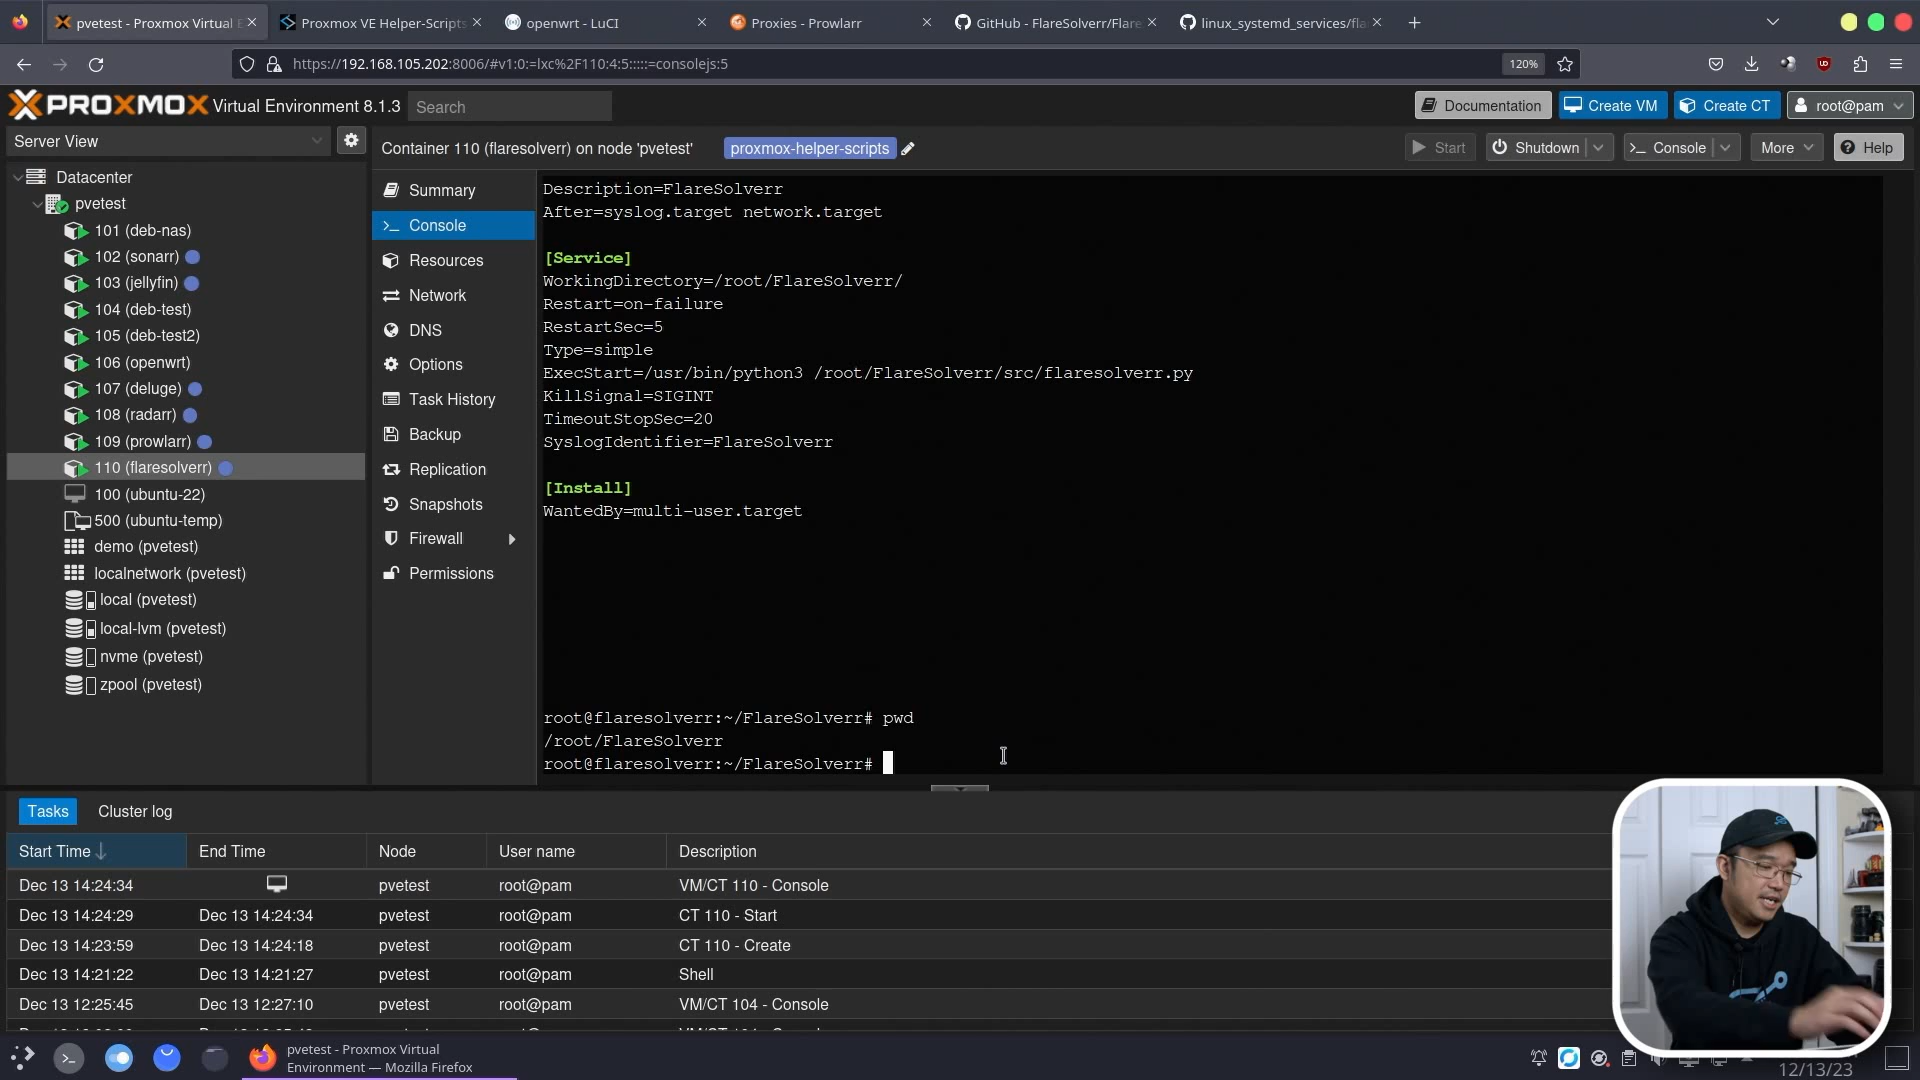 pvetest - Proxmox Virtual E
Proxmox VE Helper-Scripts
openwrt - LuCI
Proxies - Prowlarr
GitHub - FlareSolverr/Flare
linux_systemd_services/fla
https://192.168.105.202:8006/#v1:0:=lxc%2F110:4:5:::::=consolejs:5
120%
PROXMOX Virtual Environment 8.1.3
Search
Documentation
Create VM
Create CT
root@pam
Server View
Container 110 (flaresolverr) on node 'pvetest'
proxmox-helper-scripts
Start
Shutdown
Console
More
Help
Datacenter
pvetest
101 (deb-nas)
102 (sonarr)
103 (jellyfin)
104 (deb-test)
105 (deb-test2)
106 (openwrt)
107 (deluge)
108 (radarr)
109 (prowlarr)
110 (flaresolverr)
100 (ubuntu-22)
500 (ubuntu-temp)
demo (pvetest)
localnetwork (pvetest)
local (pvetest)
local-lvm (pvetest)
nvme (pvetest)
zpool (pvetest)
Summary
Console
Resources
Network
DNS
Options
Task History
Backup
Replication
Snapshots
Firewall
Permissions
Description=FlareSolverr
After=syslog.target network.target
[Service]
WorkingDirectory=/root/FlareSolverr/
Restart=on-failure
RestartSec=5
Type=simple
ExecStart=/usr/bin/python3 /root/FlareSolverr/src/flaresolverr.py
KillSignal=SIGINT
TimeoutStopSec=20
SyslogIdentifier=FlareSolverr
[Install]
WantedBy=multi-user.target
root@flaresolverr:~/FlareSolverr# pwd
/root/FlareSolverr
root@flaresolverr:~/FlareSolverr#
Tasks
Cluster log
Start Time End Time Node User name Description
Dec 13 14:24:34 pvetest root@pam VM/CT 110 - Console
Dec 13 14:24:29 Dec 13 14:24:34 pvetest root@pam CT 110 - Start
Dec 13 14:23:59 Dec 13 14:24:18 pvetest root@pam CT 110 - Create
Dec 13 14:21:22 Dec 13 14:21:27 pvetest root@pam Shell
Dec 13 12:25:45 Dec 13 12:27:10 pvetest root@pam VM/CT 104 - Console
pvetest - Proxmox Virtual
Environment — Mozilla Firefox
12/13/23